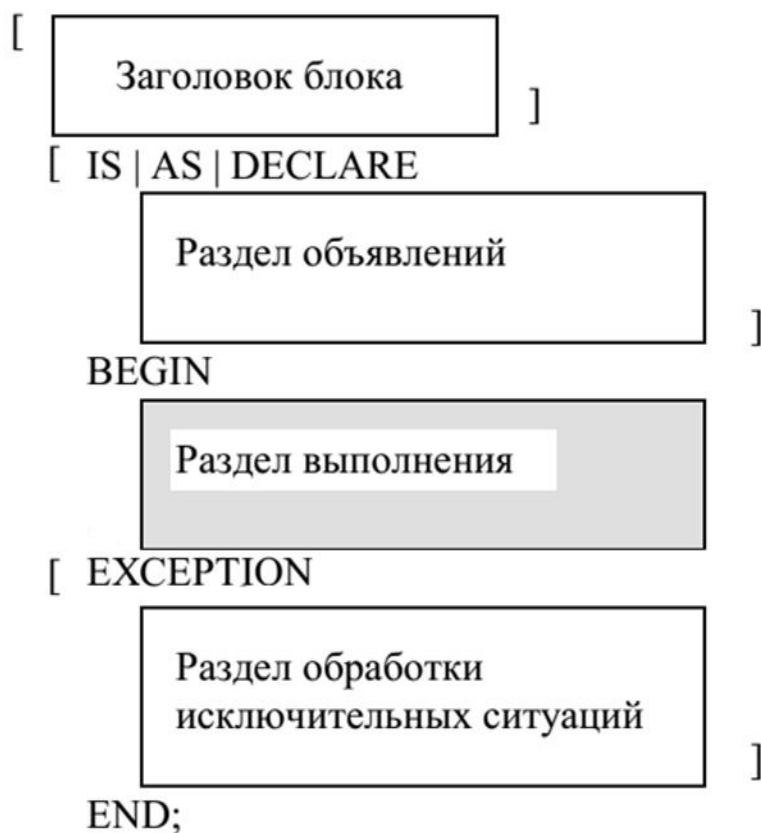 [
Заголовок блока
]
[ IS | AS | DECLARE
Раздел объявлений
]
BEGIN
Раздел выполнения
[ EXCEPTION
Раздел обработки
исключительных ситуаций
]
END;